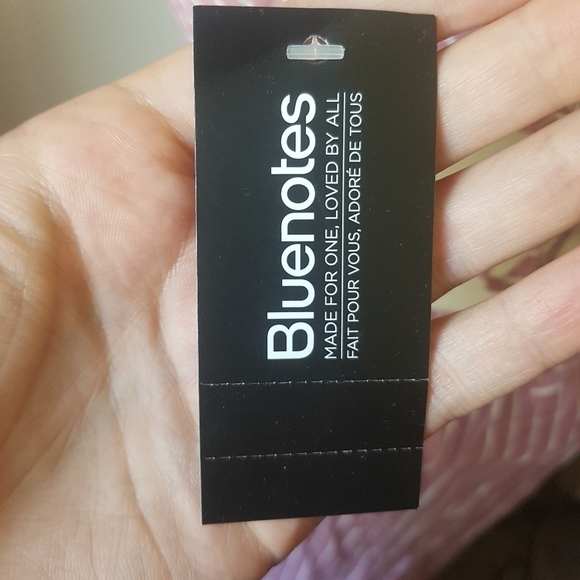 Bluenotes
MADE FOR ONE, LOVED BY ALL
FAIT POUR VOUS, ADORÉ DE TOUS